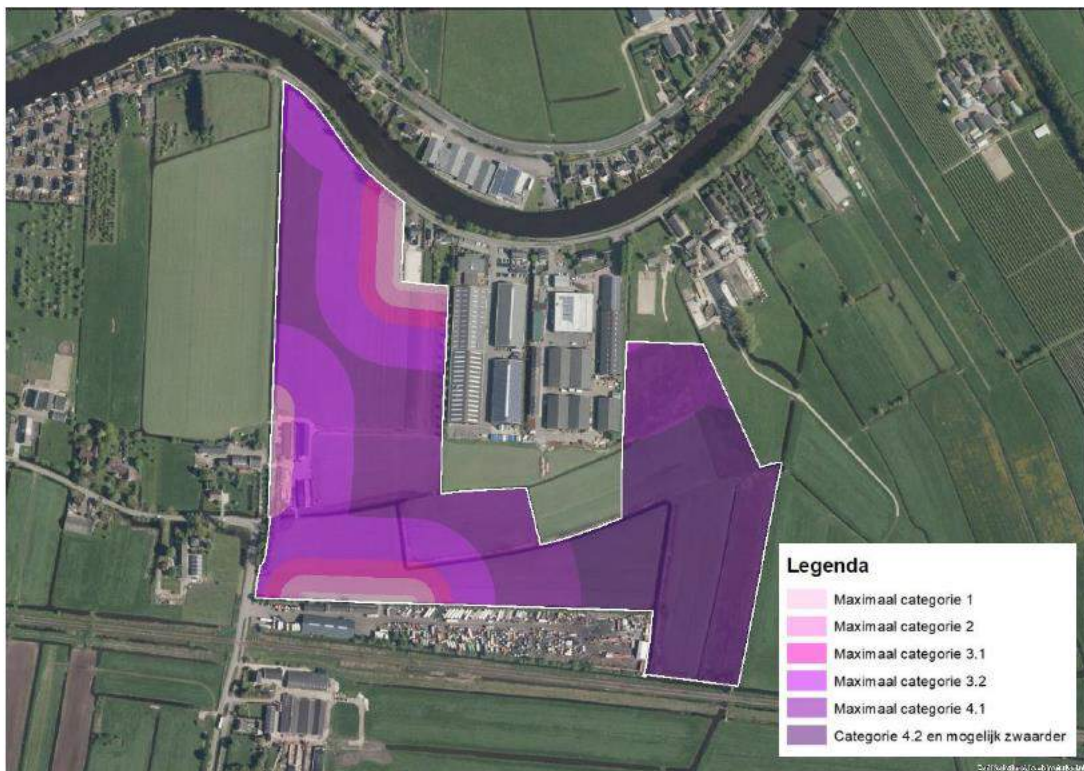 Legenda
Maximaal categorie 1
Maximaal categorie 2
Maximaal categorie 3.1
Maximaal categorie 3.2
Maximaal categorie 4.1
Categorie 4.2 en mogelijk zwaarder